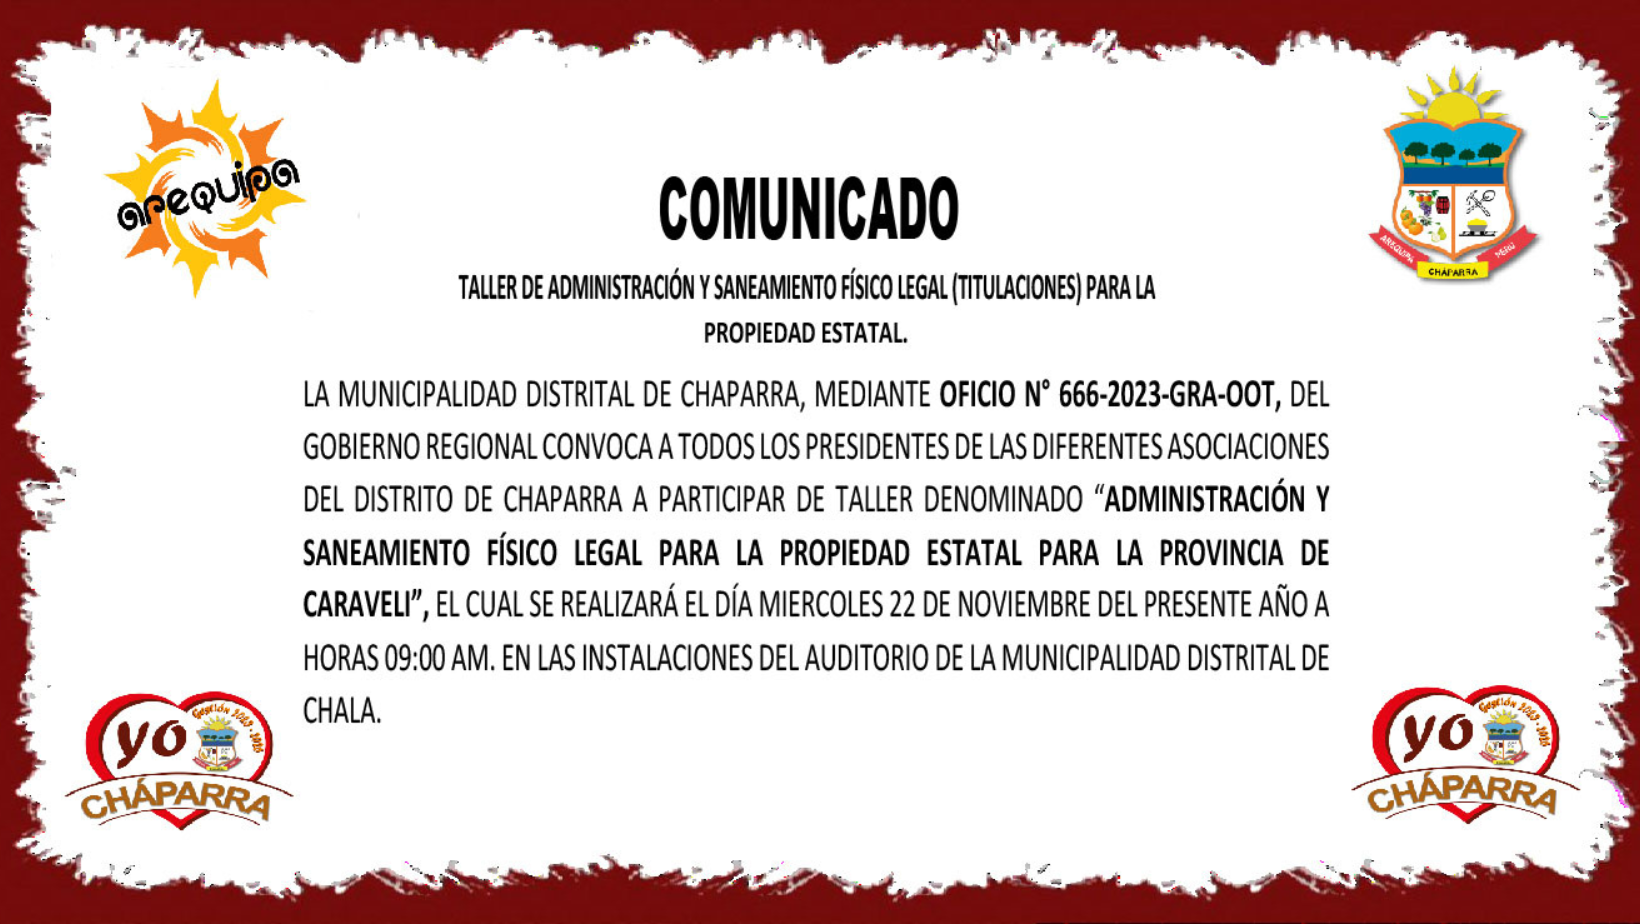 arequipa
AREQUIPA
CHÁPARRA
PERÚ
COMUNICADO
TALLER DE ADMINISTRACIÓN Y SANEAMIENTO FÍSICO LEGAL (TITULACIONES) PARA LA
PROPIEDAD ESTATAL.
LA MUNICIPALIDAD DISTRITAL DE CHAPARRA, MEDIANTE OFICIO N° 666-2023-GRA-OOT, DEL
GOBIERNO REGIONAL CONVOCA A TODOS LOS PRESIDENTES DE LAS DIFERENTES ASOCIACIONES
DEL DISTRITO DE CHAPARRA A PARTICIPAR DE TALLER DENOMINADO “ADMINISTRACIÓN Y
SANEAMIENTO FÍSICO LEGAL PARA LA PROPIEDAD ESTATAL PARA LA PROVINCIA DE
CARAVELI”, EL CUAL SE REALIZARÁ EL DÍA MIERCOLES 22 DE NOVIEMBRE DEL PRESENTE AÑO A
HORAS 09:00 AM. EN LAS INSTALACIONES DEL AUDITORIO DE LA MUNICIPALIDAD DISTRITAL DE
CHALA.
yo
Gestión 2023-2026
CHÁPARRA
yo
Gestión 2023-2026
CHÁPARRA